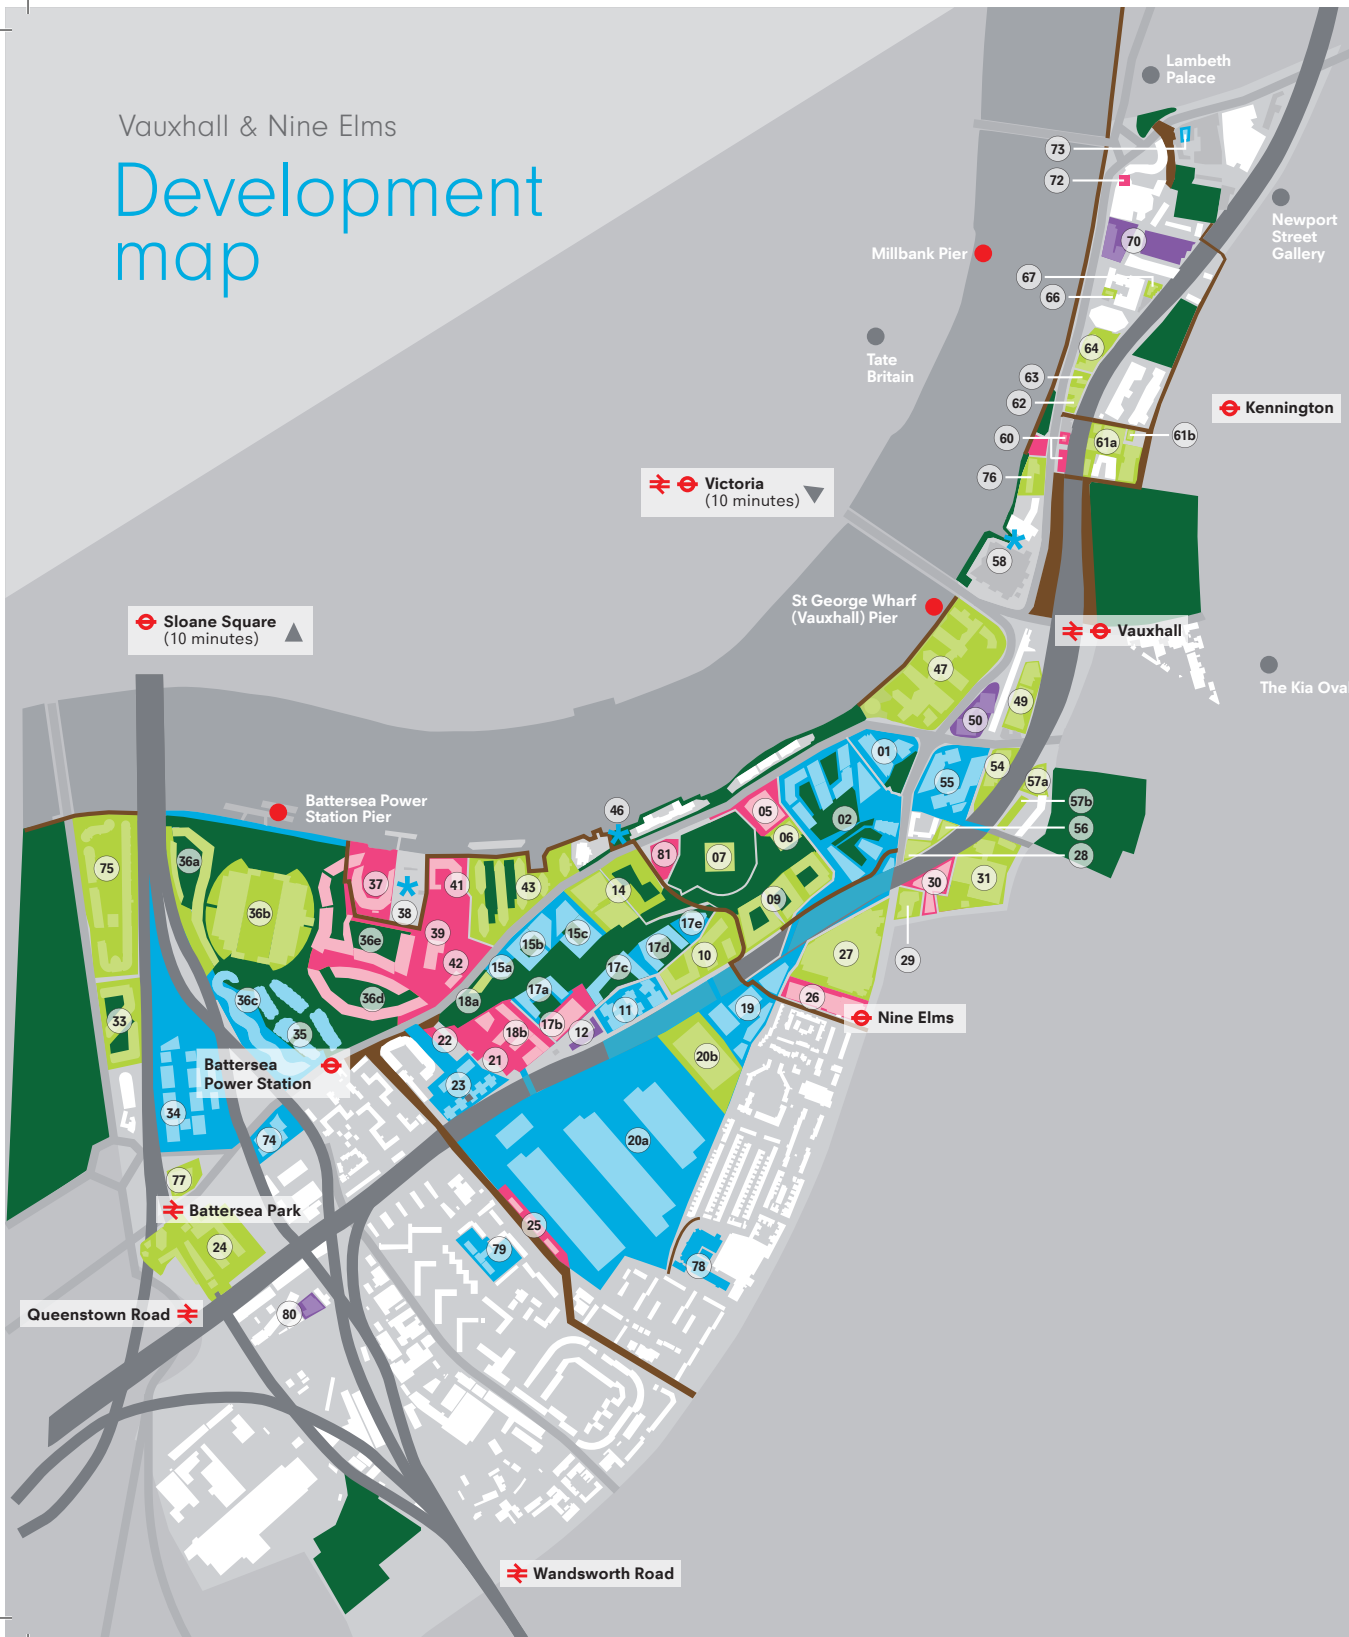 Vauxhall & Nine Elms
Development
map
Lambeth
Palace
73
72
Newport
Street
Gallery
70
Millbank Pier
67
66
Tate
Britain
64
63
62
Kennington
60
61a
61b
76
Victoria
(10 minutes)
58
St George Wharf
(Vauxhall) Pier
Vauxhall
Sloane Square
(10 minutes)
47
The Kia Ova
49
50
01
54
55
57a
57b
56
28
Battersea Power
Station Pier
46
05
02
06
81
07
75
36a
37
38
41
43
14
09
30
31
36b
39
36e
42
15b
15c
17e
17d
10
27
29
15a
17c
36c
36d
18a
17a
26
33
35
22
18b
17b
12
11
19
Nine Elms
21
20b
Battersea
Power Station
23
34
74
20a
77
Battersea Park
24
25
79
78
Queenstown Road
80
Wandsworth Road